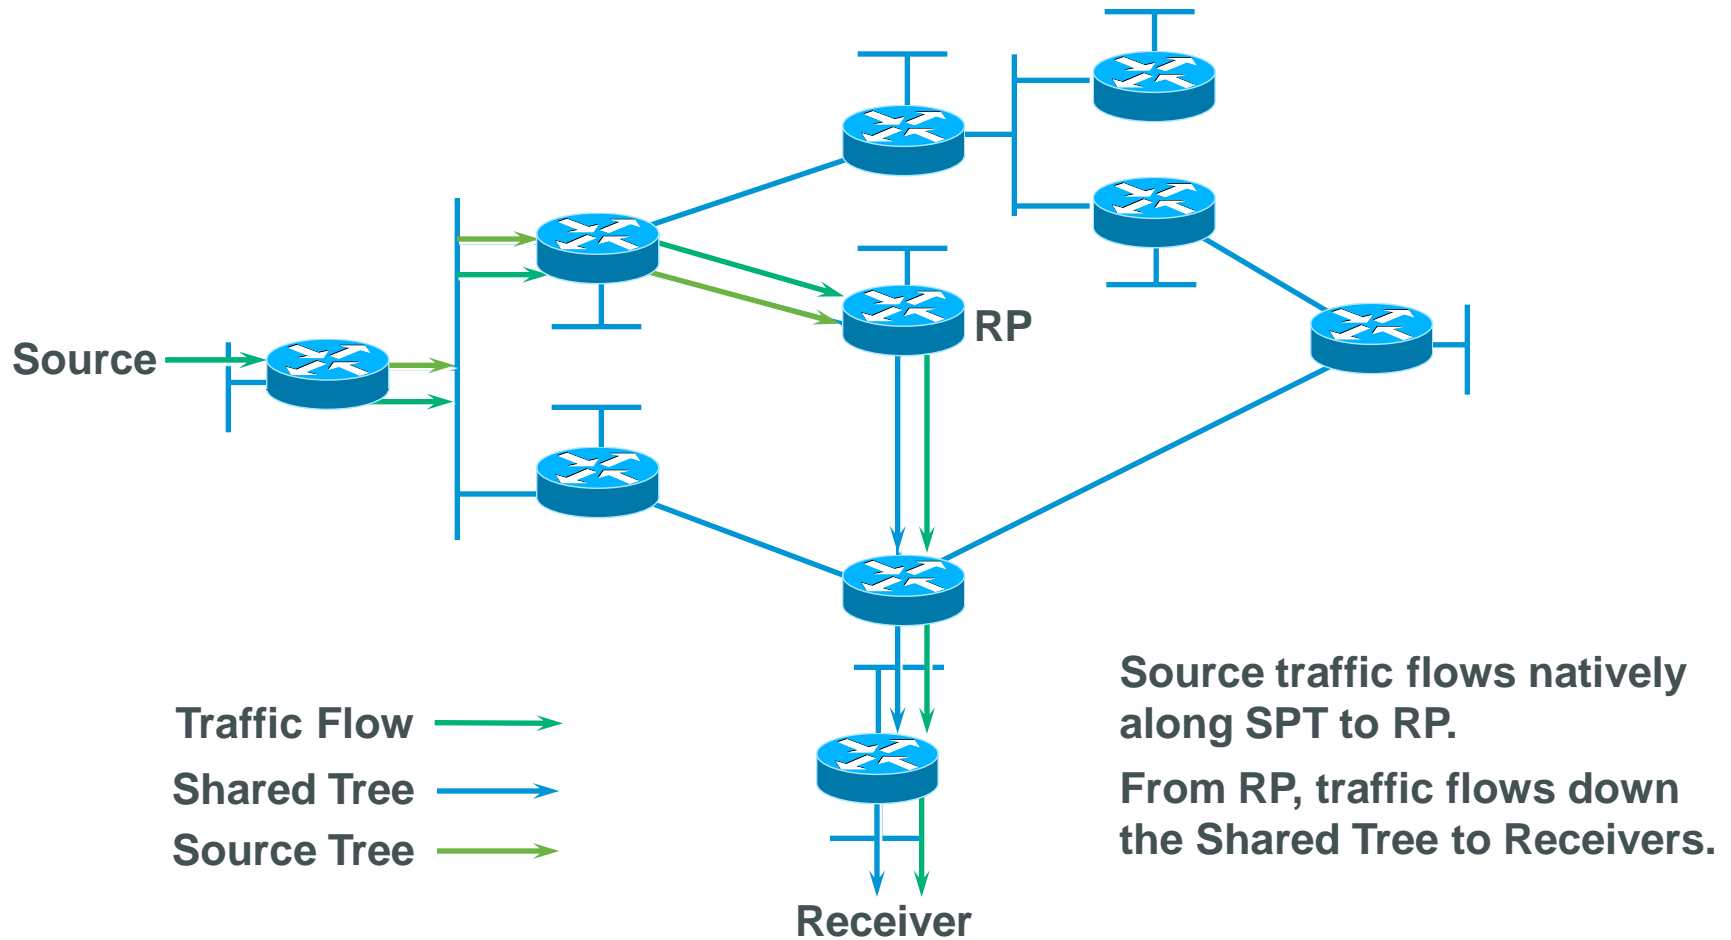 RP
Source
Source traffic flows natively
along SPT to RP.
From RP, traffic flows down
the Shared Tree to Receivers.
Traffic Flow
Shared Tree
Source Tree
Receiver